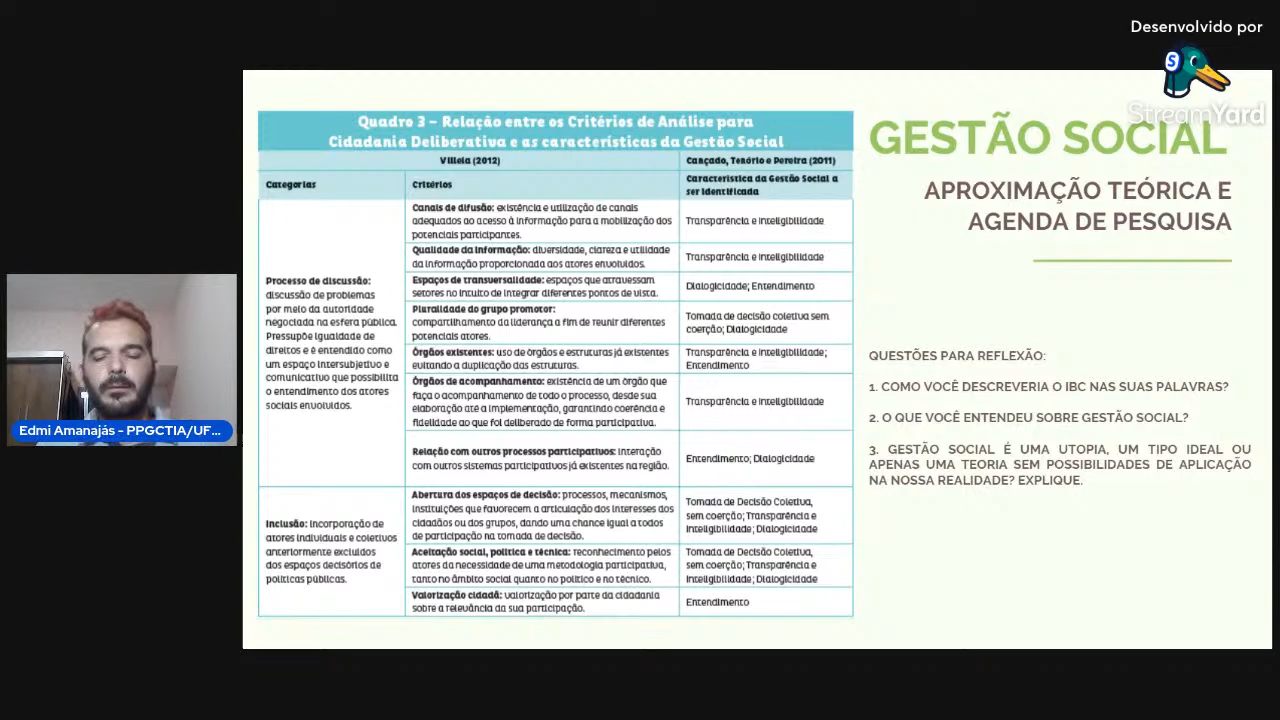 Desenvolvido por
StreamYard
Quadro 3 – Relação entre os Critérios de Análise para
Cidadania Deliberativa e as características da Gestão Social
Villela (2012)
Cançado, Tenório e Pereira (2011)
Categorias
Critérios
Característica da Gestão Social a
ser identificada
Processo de discussão:
discussão de problemas
por meio da autoridade
negociada na esfera pública.
Pressupõe igualdade de
direitos e é entendido como
um espaço intersubjetivo e
comunicativo que possibilita
o entendimento dos atores
sociais envolvidos.
Canais de difusão: existência e utilização de canais
adequados ao acesso à informação para a mobilização dos
potenciais participantes.
Transparência e Inteligibilidade
Qualidade da informação: diversidade, clareza e utilidade
da informação proporcionada aos atores envolvidos.
Transparência e Inteligibilidade
Espaços de transversalidade: espaços que atravessam
setores no intuito de integrar diferentes pontos de vista.
Dialogicidade; Entendimento
Pluralidade do grupo promotor:
compartilhamento da liderança a fim de reunir diferentes
potenciais atores.
Tomada de decisão coletiva sem
coerção; Dialogicidade
Órgãos existentes: uso de órgãos e estruturas já existentes
evitando a duplicação das estruturas.
Transparência e Inteligibilidade;
Entendimento
Órgãos de acompanhamento: existência de um órgão que
faça o acompanhamento de todo o processo, desde sua
elaboração até a implementação, garantindo coerência e
fidelidade ao que foi deliberado de forma participativa.
Transparência e Inteligibilidade
Relação com outros processos participativos: interação
com outros sistemas participativos já existentes na região.
Entendimento; Dialogicidade
Inclusão: incorporação de
atores individuais e coletivos
anteriormente excluídos
dos espaços decisórios de
políticas públicas.
Abertura dos espaços de decisão: processos, mecanismos,
instituições que favorecem a articulação dos interesses dos
cidadãos ou dos grupos, dando uma chance igual a todos
de participação na tomada de decisão.
Tomada de Decisão Coletiva,
sem coerção; Transparência e
Inteligibilidade; Dialogicidade
Aceitação social, política e técnica: reconhecimento pelos
atores da necessidade de uma metodologia participativa,
tanto no âmbito social quanto no político e no técnico.
Tomada de Decisão Coletiva,
sem coerção; Transparência e
Inteligibilidade; Dialogicidade
Valorização cidadã: valorização por parte da cidadania
sobre a relevância da sua participação.
Entendimento
GESTÃO SOCIAL
APROXIMAÇÃO TEÓRICA E
AGENDA DE PESQUISA
QUESTÕES PARA REFLEXÃO:
1. COMO VOCÊ DESCREVERIA O IBC NAS SUAS PALAVRAS?
2. O QUE VOCÊ ENTENDEU SOBRE GESTÃO SOCIAL?
3. GESTÃO SOCIAL É UMA UTOPIA, UM TIPO IDEAL OU
APENAS UMA TEORIA SEM POSSIBILIDADES DE APLICAÇÃO
NA NOSSA REALIDADE? EXPLIQUE.
Edmi Amanajás - PPGCTIA/UF...